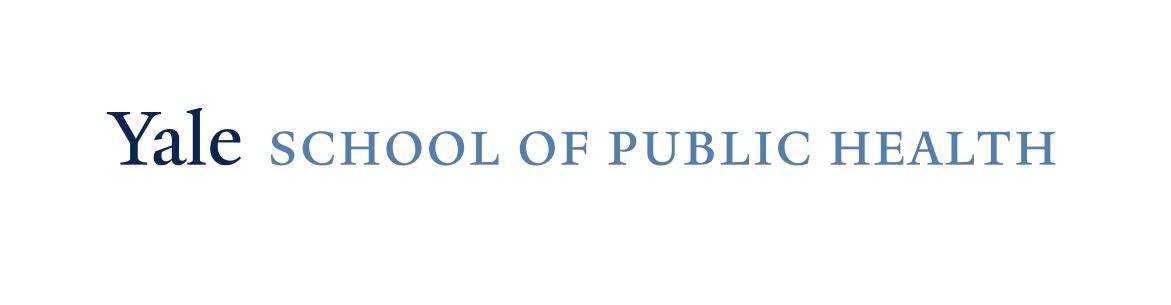 Yale SCHOOL OF PUBLIC HEALTH